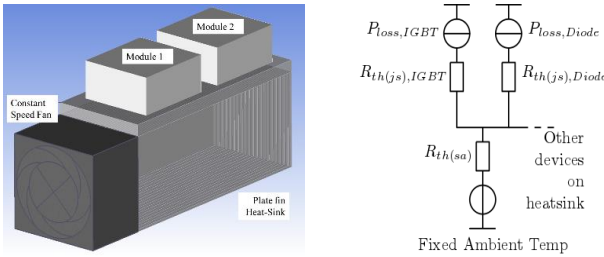 Module 2
Module 1
Constant
Speed Fan
Plate fin
Heat-Sink
P_{loss,IGBT}
P_{loss,Diode}
R_{th(js),IGBT}
R_{th(js),Diode}
R_{th(sa)}
Other
devices
on
heatsink
Fixed Ambient Temp